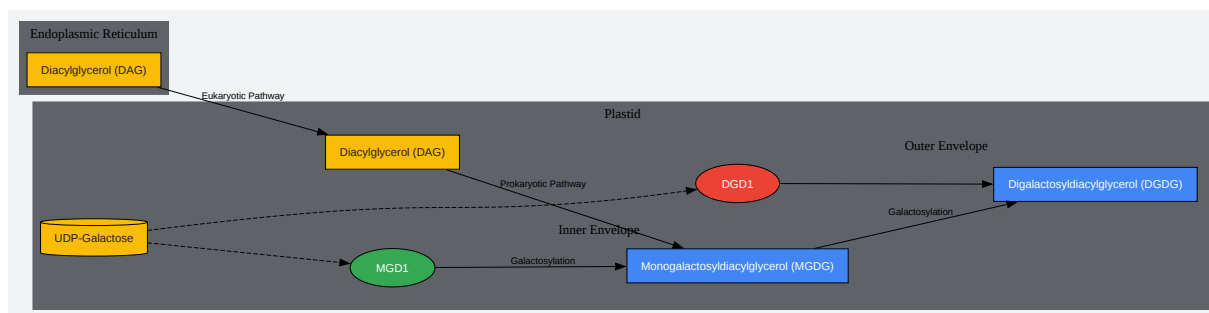 Endoplasmic Reticulum
Diacylglycerol (DAG)
Eukaryotic Pathway
Plastid
Diacylglycerol (DAG)
Outer Envelope
Prokaryotic Pathway
DGD1
Digalactosyldiacylglycerol (DGDG)
Galactosylation
UDP-Galactose
Inner Envelope
MGD1
Galactosylation
Monogalactosyldiacylglycerol (MGDG)